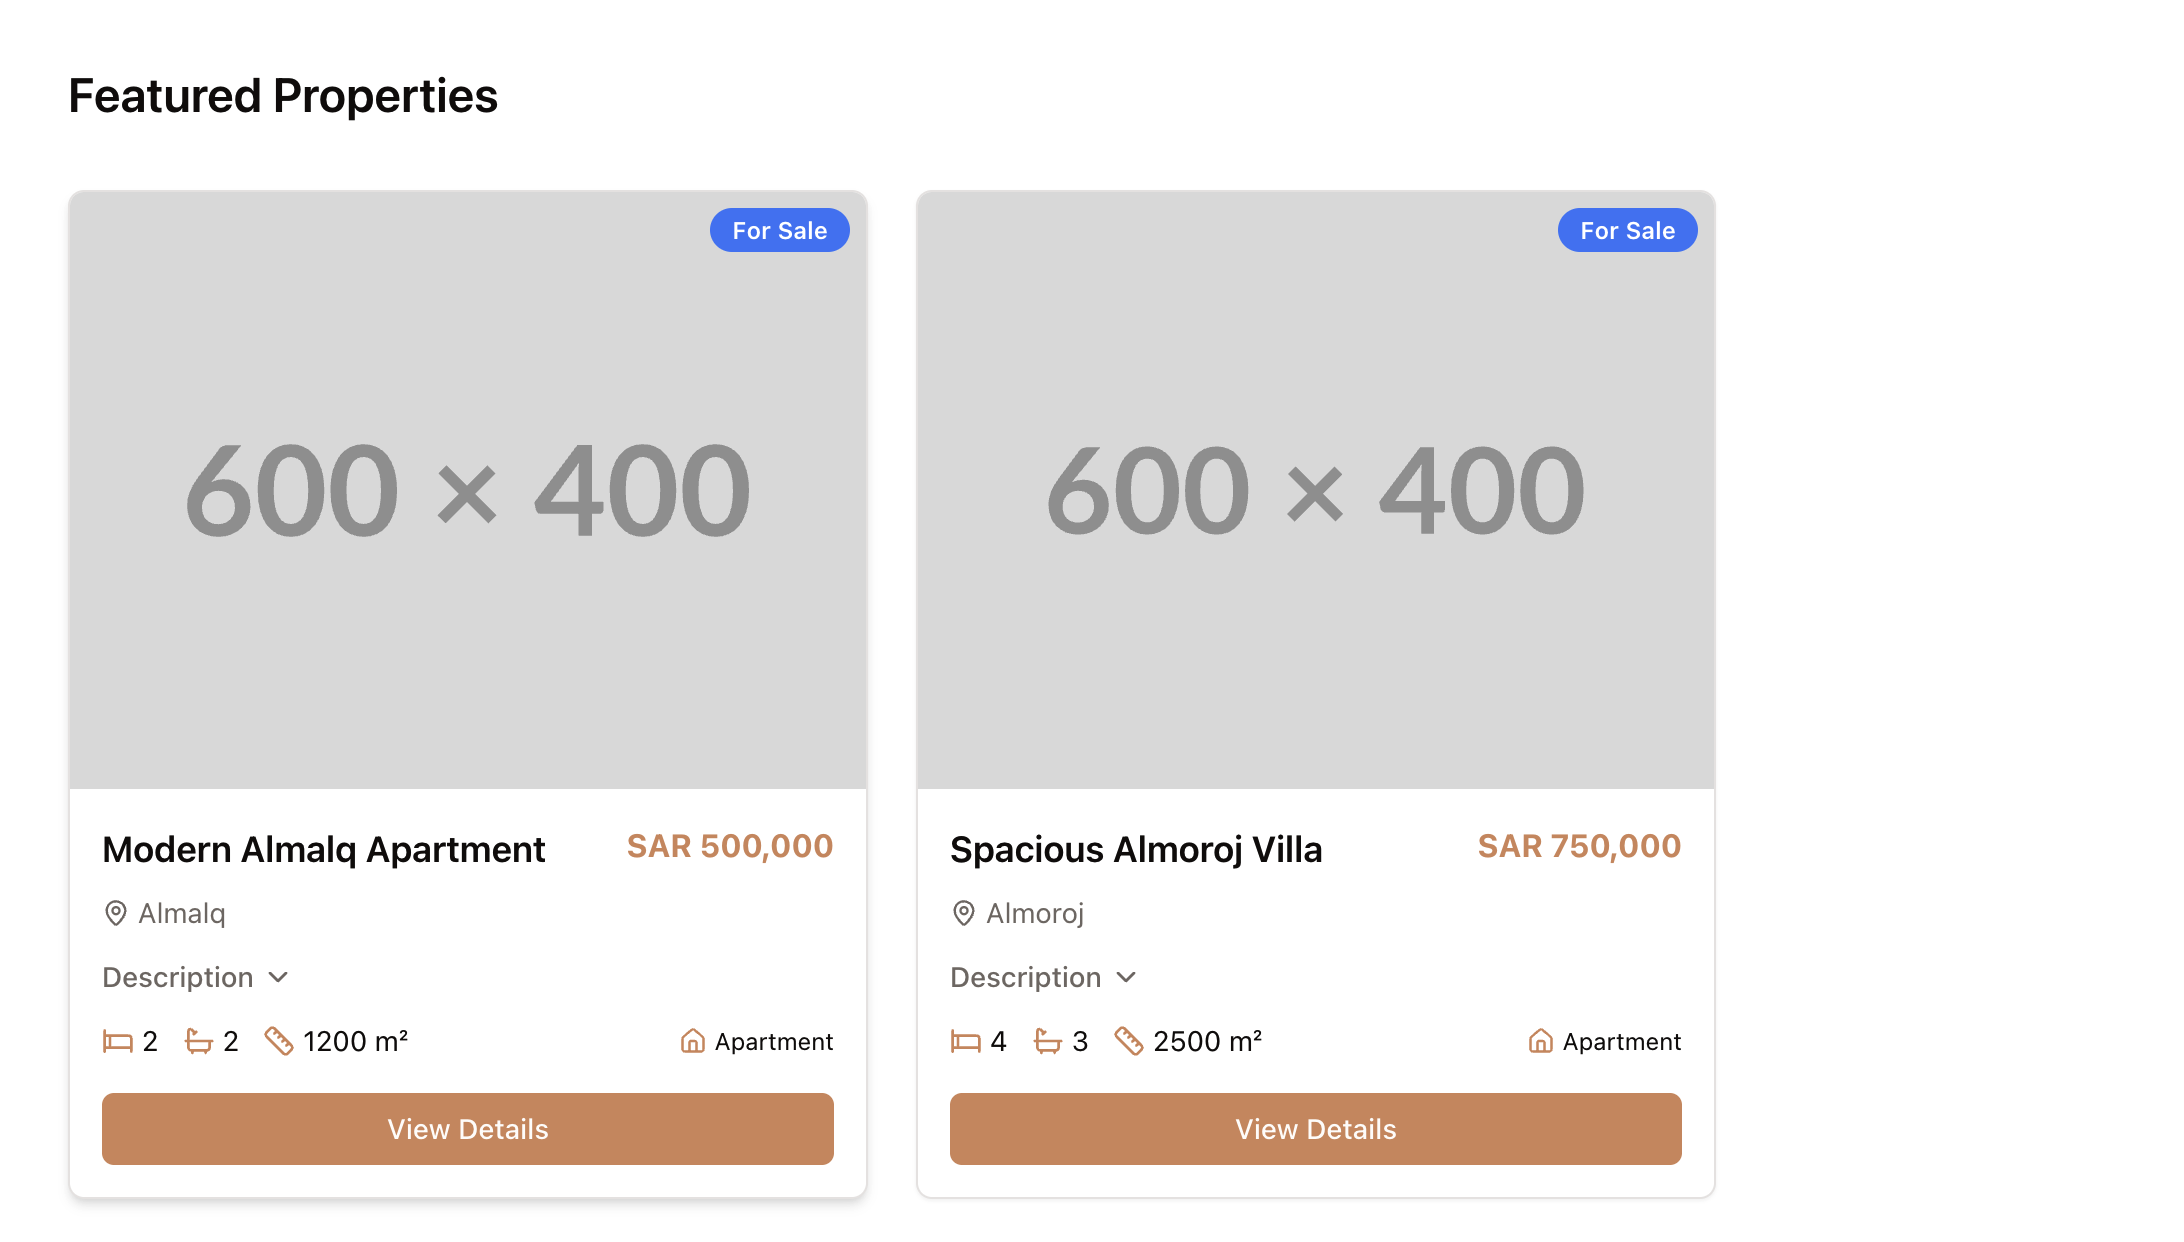 Featured Properties
For Sale
600 × 400
Modern Almalq Apartment
SAR 500,000
Almalq
Description
2 2 1200 m²
Apartment
View Details
For Sale
600 × 400
Spacious Almoroj Villa
SAR 750,000
Almoroj
Description
4 3 2500 m²
Apartment
View Details